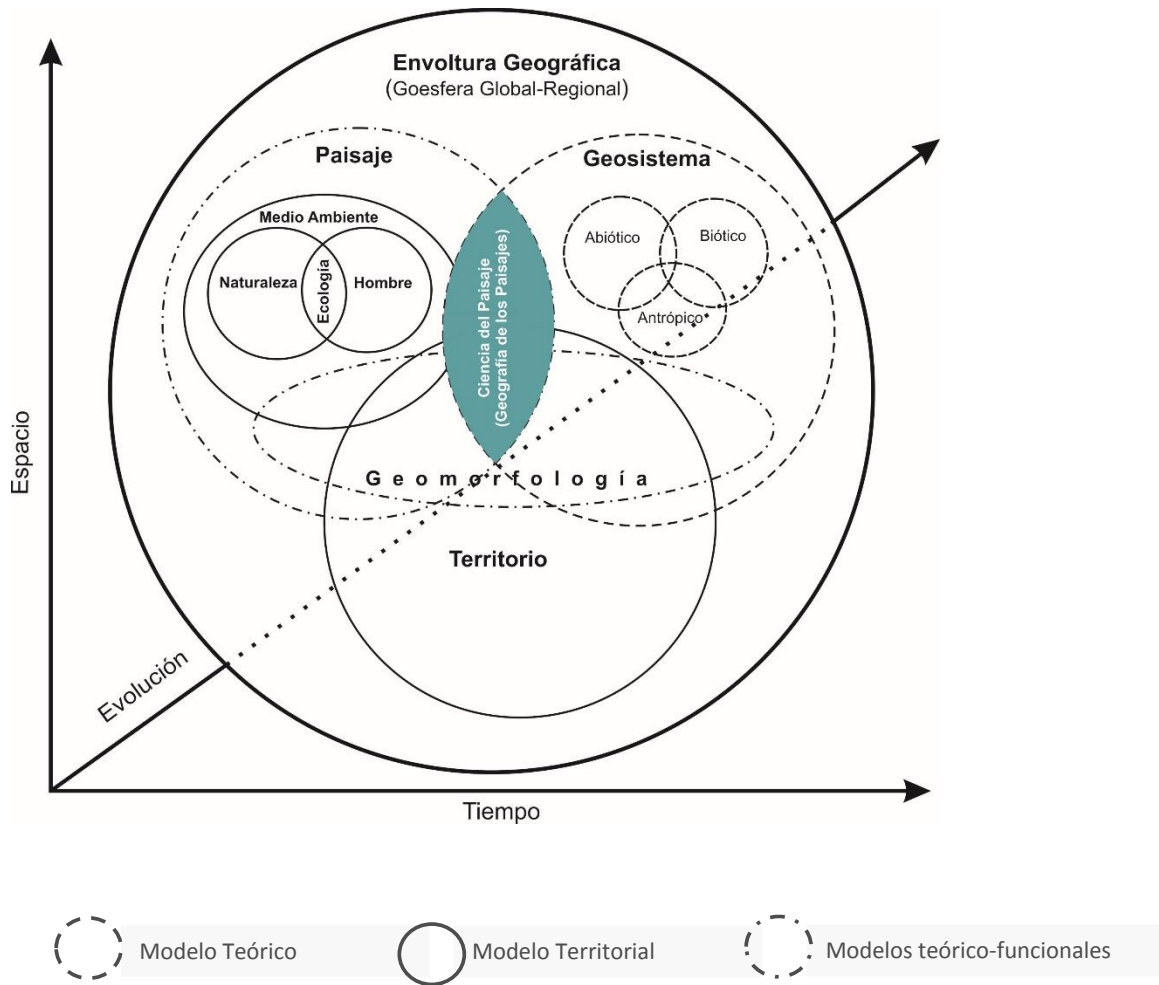 Envoltura Geográfica
(Goesfera Global-Regional)
Paisaje
Geosistema
Medio Ambiente
Naturaleza
Ecología
Hombre
Abiótico
Biótico
Antrópico
Ciencia del Paisaje
(Geografía de los Paisajes)
Geomorfología
Territorio
Espacio
Evolución
Tiempo
Modelo Teórico
Modelo Territorial
Modelos teórico-funcionales